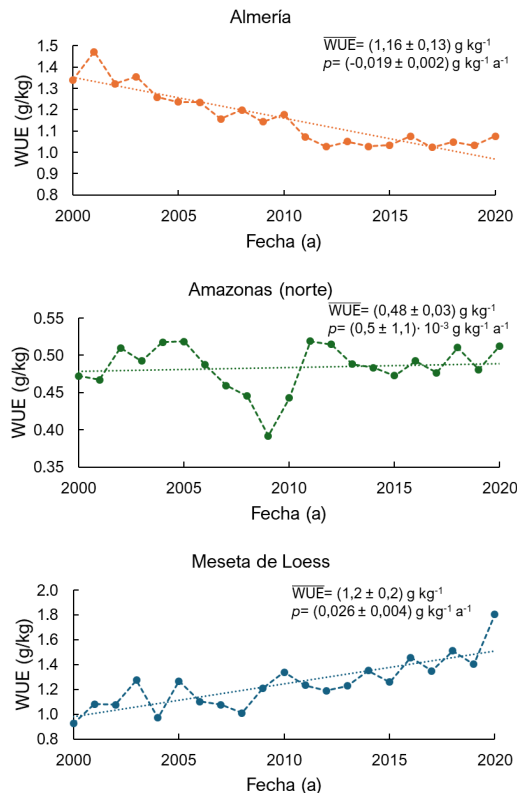 Almería
WUE= (1,16 ± 0,13) g kg⁻¹
p= (-0,019 ± 0,002) g kg⁻¹ a⁻¹
WUE (g/kg)
1.5
1.4
1.3
1.2
1.1
1.0
0.9
0.8
2000 2005 2010 2015 2020
Fecha (a)
Amazonas (norte)
WUE= (0,48 ± 0,03) g kg⁻¹
p= (0,5 ± 1,1)· 10⁻³ g kg⁻¹ a⁻¹
WUE (g/kg)
0.55
0.50
0.45
0.40
0.35
2000 2005 2010 2015 2020
Fecha (a)
Meseta de Loess
WUE= (1,2 ± 0,2) g kg⁻¹
p= (0,026 ± 0,004) g kg⁻¹ a⁻¹
WUE (g/kg)
2.0
1.8
1.6
1.4
1.2
1.0
0.8
2000 2005 2010 2015 2020
Fecha (a)